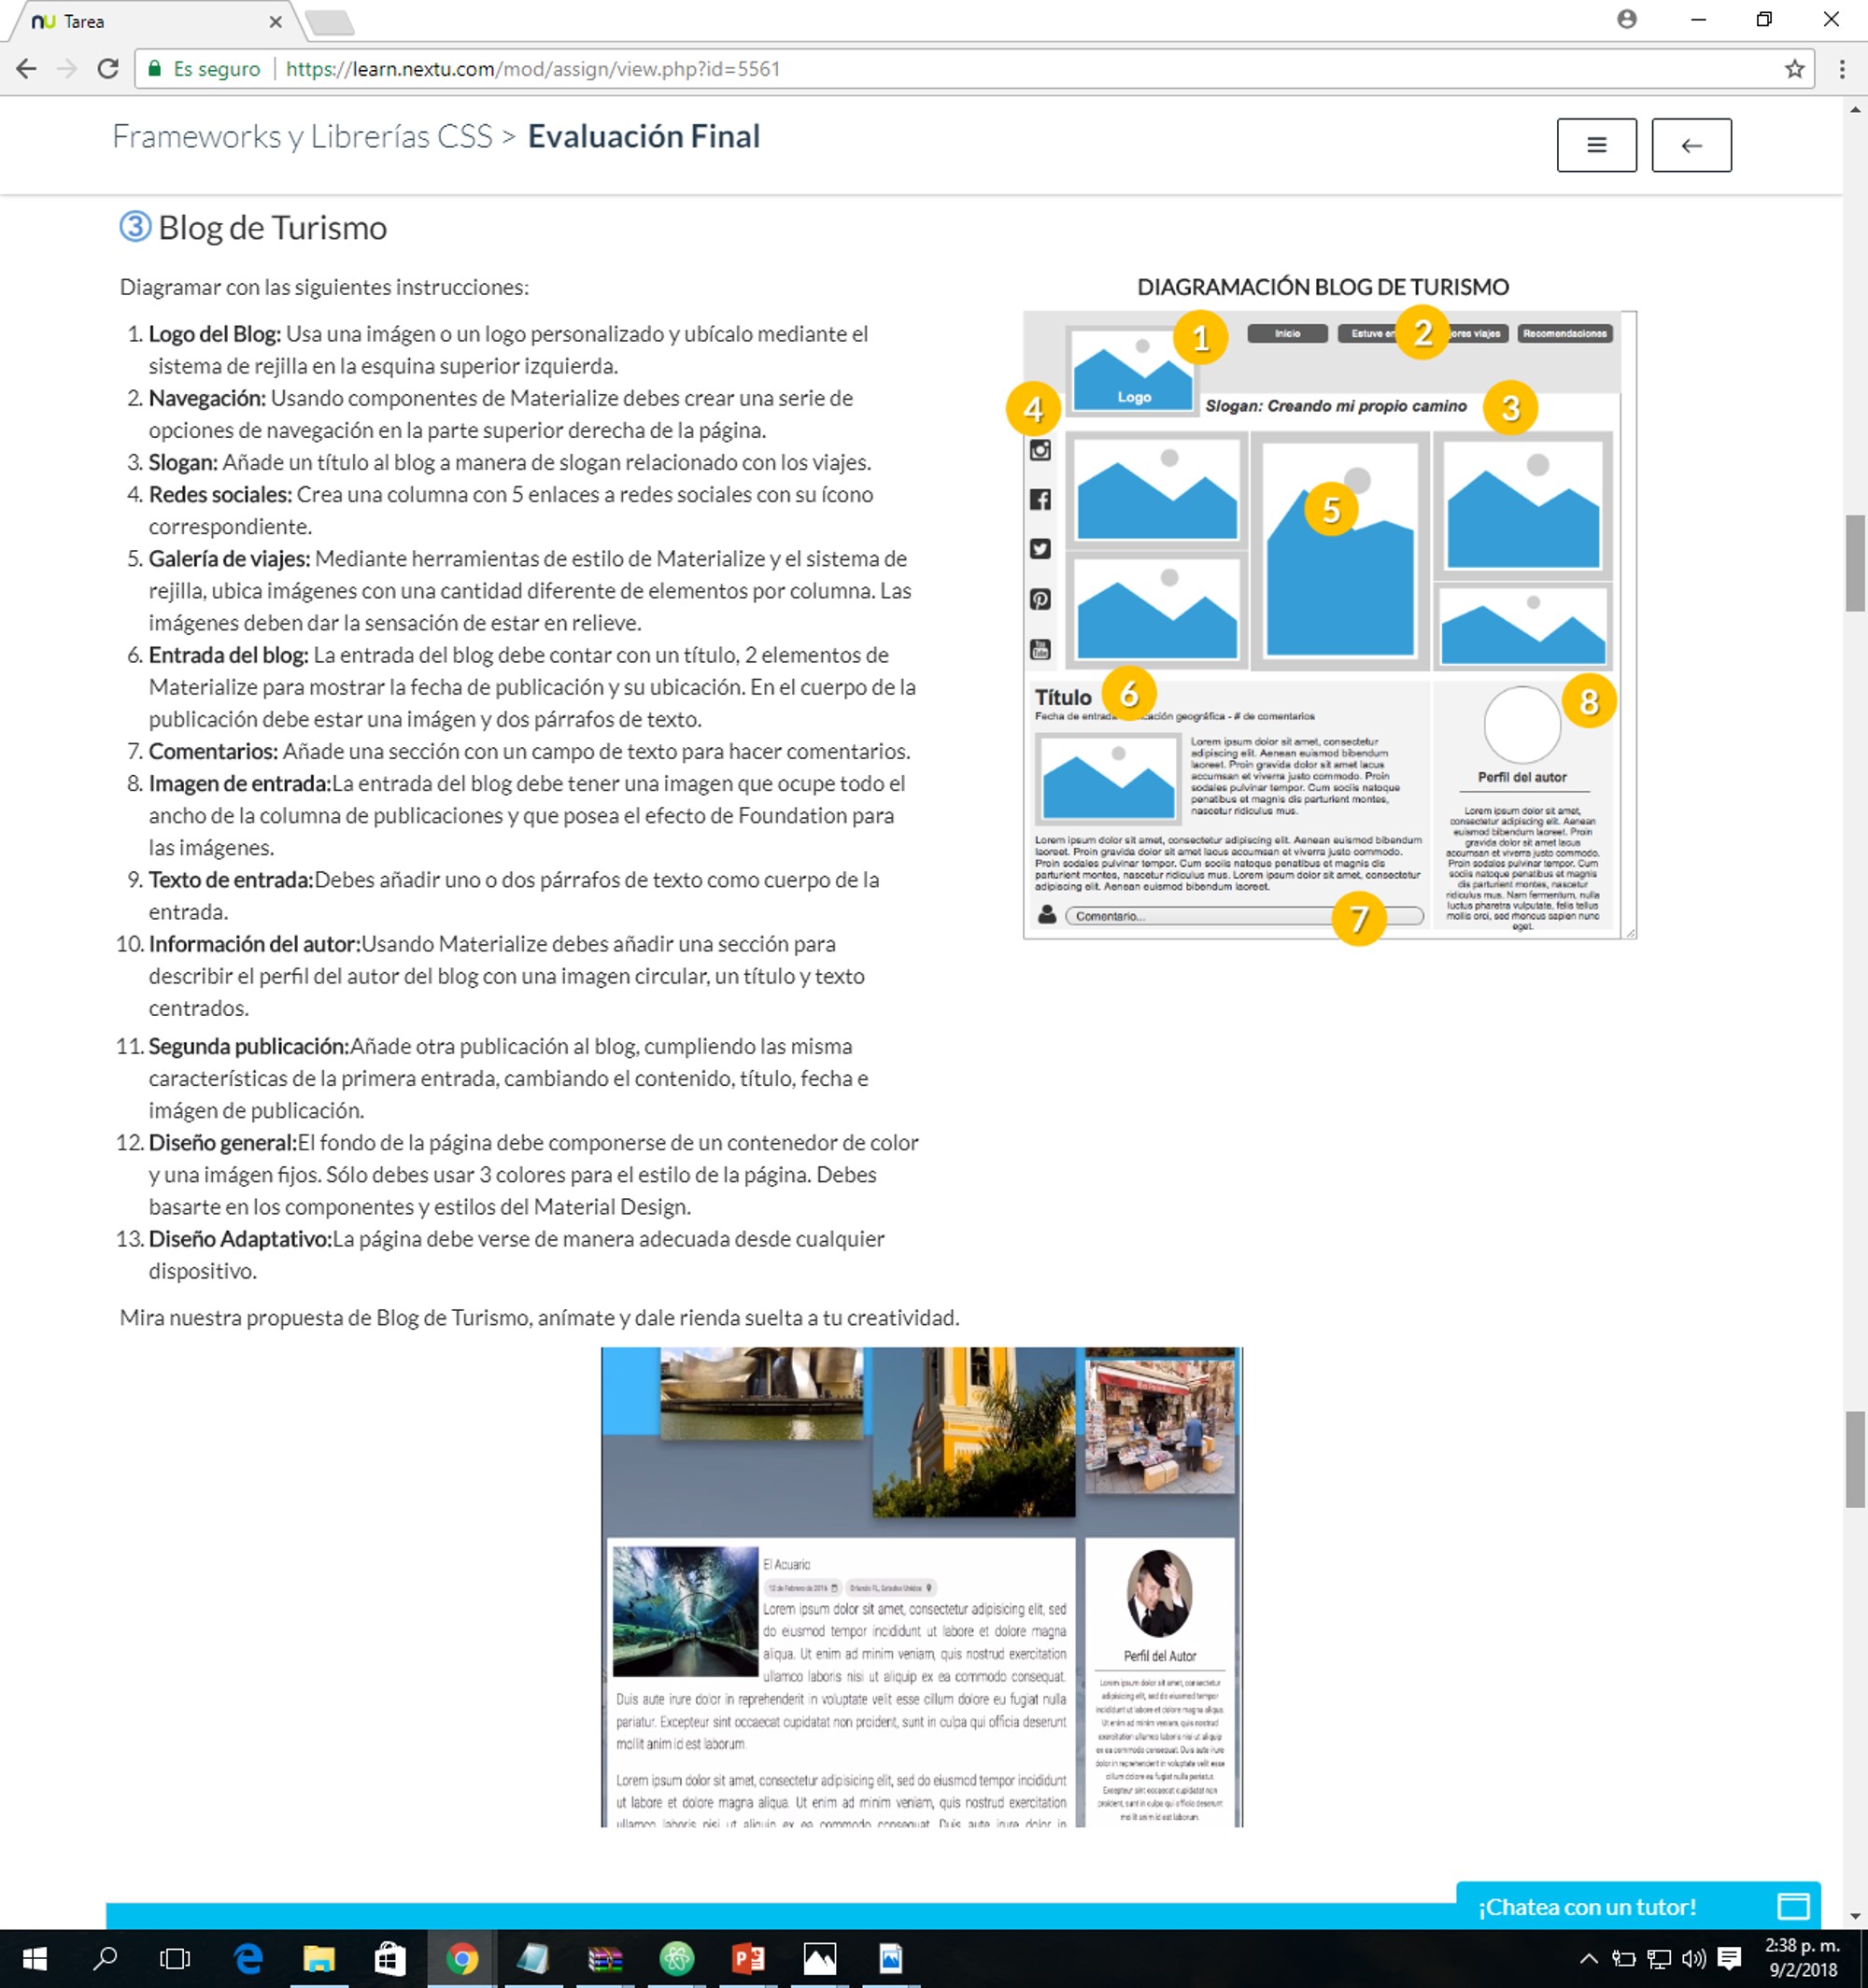 nu Tarea
Es seguro | https://learn.nextu.com/mod/assign/view.php?id=5561
Frameworks y Librerías CSS > Evaluación Final
3 Blog de Turismo
Diagramar con las siguientes instrucciones:
1. Logo del Blog: Usa una imágen o un logo personalizado y ubícalo mediante el
sistema de rejilla en la esquina superior izquierda.
2. Navegación: Usando componentes de Materialize debes crear una serie de
opciones de navegación en la parte superior derecha de la página.
3. Slogan: Añade un título al blog a manera de slogan relacionado con los viajes.
4. Redes sociales: Crea una columna con 5 enlaces a redes sociales con su ícono
correspondiente.
5. Galería de viajes: Mediante herramientas de estilo de Materialize y el sistema de
rejilla, ubica imágenes con una cantidad diferente de elementos por columna. Las
imágenes deben dar la sensación de estar en relieve.
6. Entrada del blog: La entrada del blog debe contar con un título, 2 elementos de
Materialize para mostrar la fecha de publicación y su ubicación. En el cuerpo de la
publicación debe estar una imágen y dos párrafos de texto.
7. Comentarios: Añade una sección con un campo de texto para hacer comentarios.
8. Imagen de entrada:La entrada del blog debe tener una imagen que ocupe todo el
ancho de la columna de publicaciones y que posea el efecto de Foundation para
las imágenes.
9. Texto de entrada:Debes añadir uno o dos párrafos de texto como cuerpo de la
entrada.
10. Información del autor:Usando Materialize debes añadir una sección para
describir el perfil del autor del blog con una imagen circular, un título y texto
centrados.
11. Segunda publicación:Añade otra publicación al blog, cumpliendo las misma
características de la primera entrada, cambiando el contenido, título, fecha e
imágen de publicación.
12. Diseño general:El fondo de la página debe componerse de un contenedor de color
y una imágen fijos. Sólo debes usar 3 colores para el estilo de la página. Debes
basarte en los componentes y estilos del Material Design.
13. Diseño Adaptativo:La página debe verse de manera adecuada desde cualquier
dispositivo.
DIAGRAMACIÓN BLOG DE TURISMO
1
Inicio
Estuve en
2
ores viajes
Recomendaciones
Logo
4
Slogan: Creando mi propio camino
3
5
You Tube
Título
6
8
Fecha de entrada
cación geográfica - # de comentarios
Lorem ipsum dolor sit amet, consectetur
adipiscing elit. Aenean euismod bibendum
laoreet. Proin gravida dolor sit amet lacus
accumsan et viverra justo commodo. Proin
sodales pulvinar tempor. Cum sociis natoque
penatibus et magnis dis parturient montes,
nascetur ridiculus mus.
Lorem ipsum dolor sit amet, consectetur adipiscing elit. Aenean euismod bibendum
laoreet. Proin gravida dolor sit amet lacus accumsan et viverra justo commodo.
Proin sodales pulvinar tempor. Cum sociis natoque penatibus et magnis dis
parturient montes, nascetur ridiculus mus. Lorem ipsum dolor sit amet, consectetur
adipiscing elit. Aenean euismod bibendum laoreet.
Comentario...
7
Perfil del autor
Lorem ipsum dolor sit amet,
consectetur adipiscing elit. Aenean
euismod bibendum laoreet. Proin
gravida dolor sit amet lacus
accumsan et viverra justo commodo.
Proin sodales pulvinar tempor. Cum
sociis natoque penatibus et magnis
dis parturient montes, nascetur
ridiculus mus. Nam fermentum, nulla
luctus pharetra vulputate, felis tellus
mollis orci, sed rhoncus sapien nunc
eget.
Mira nuestra propuesta de Blog de Turismo, anímate y dale rienda suelta a tu creatividad.
El Acuario
12 de Febrero de 2016
Orlando FL, Estados Unidos
Lorem ipsum dolor sit amet, consectetur adipisicing elit, sed
do eiusmod tempor incididunt ut labore et dolore magna
aliqua. Ut enim ad minim veniam, quis nostrud exercitation
ullamco laboris nisi ut aliquip ex ea commodo consequat.
Duis aute irure dolor in reprehenderit in voluptate velit esse cillum dolore eu fugiat nulla
pariatur. Excepteur sint occaecat cupidatat non proident, sunt in culpa qui officia deserunt
mollit anim id est laborum.
Lorem ipsum dolor sit amet, consectetur adipisicing elit, sed do eiusmod tempor incididunt
ut labore et dolore magna aliqua. Ut enim ad minim veniam, quis nostrud exercitation
ullamco laboris nisi ut aliquip ex ea commodo consequat. Duis aute irure dolor in
Perfil del Autor
Lorem ipsum dolor sit amet, consectetur
adipisicing elit, sed do eiusmod tempor
incididunt ut labore et dolore magna aliqua.
Ut enim ad minim veniam, quis nostrud
exercitation ullamco laboris nisi ut aliquip
ex ea commodo consequat. Duis aute irure
dolor in reprehenderit in voluptate velit esse
cillum dolore eu fugiat nulla pariatur.
Excepteur sint occaecat cupidatat non
proident, sunt in culpa qui officia deserunt
mollit anim id est laborum.
¡Chatea con un tutor!
2:38 p. m.
9/2/2018